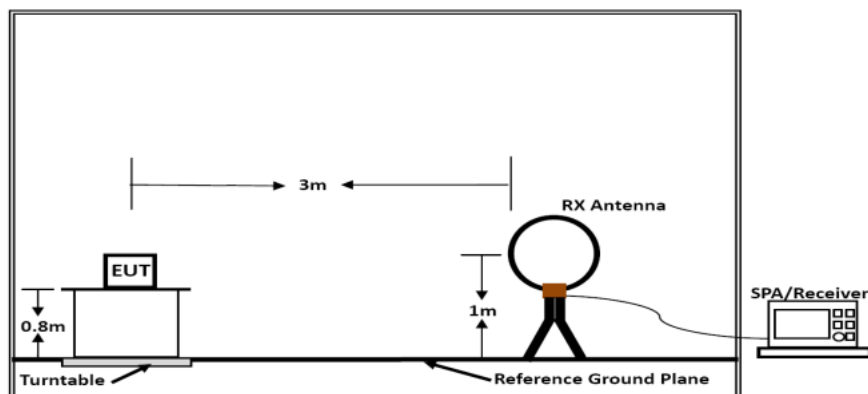 3m
RX Antenna
EUT
SPA/Receiver
0.8m
1m
Turntable
Reference Ground Plane